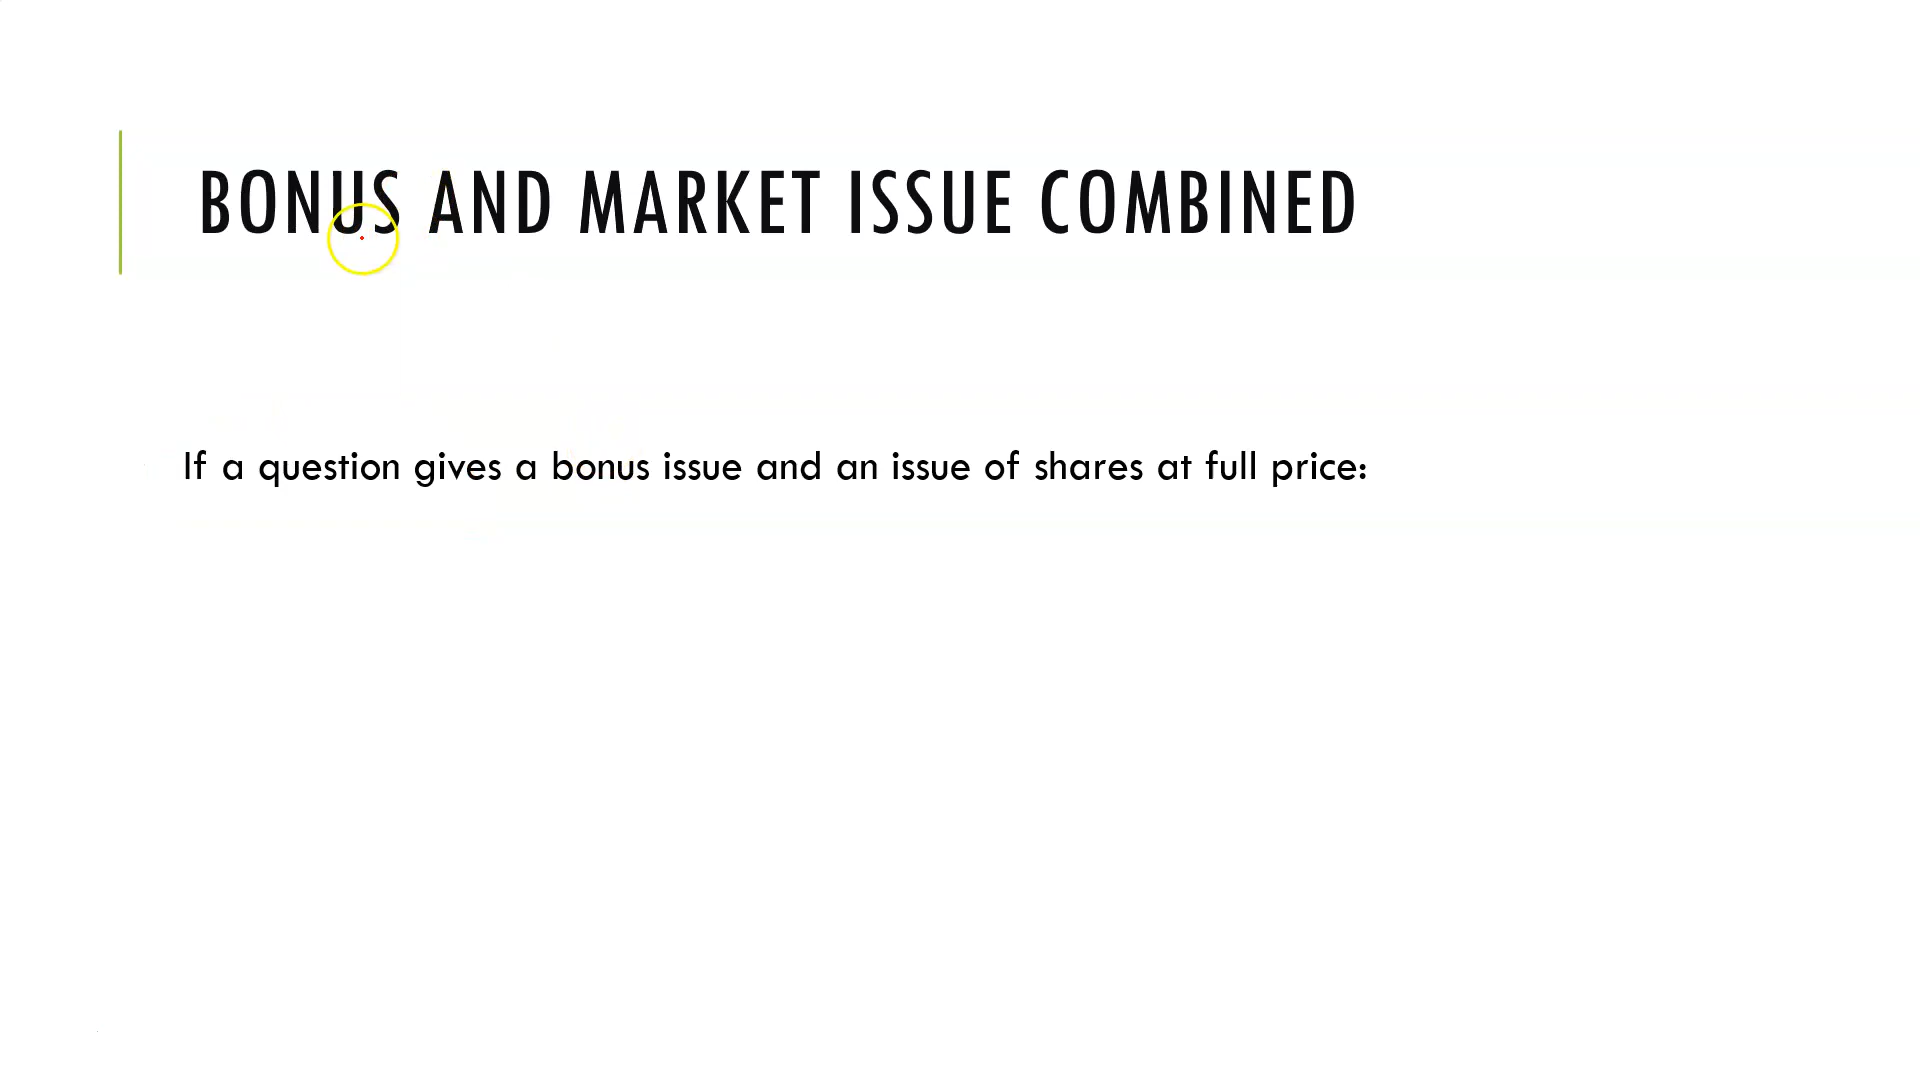 BONUS AND MARKET ISSUE COMBINED
If a question gives a bonus issue and an issue of shares at full price: